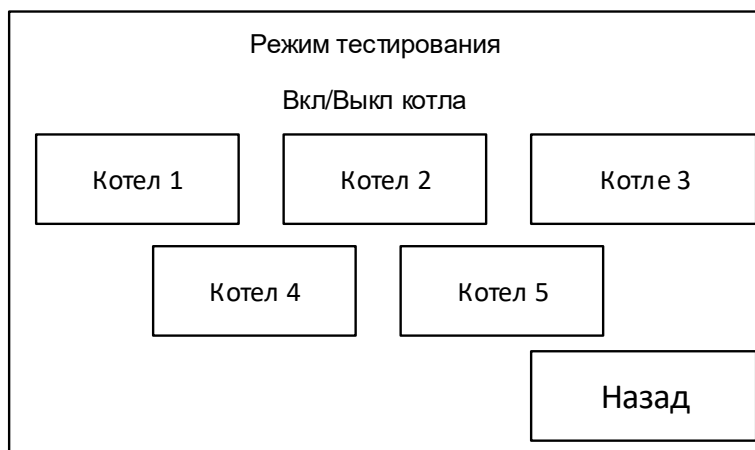 Режим тестирования
Вкл/Выкл котла
Котел 1
Котел 2
Котле 3
Котел 4
Котел 5
Назад